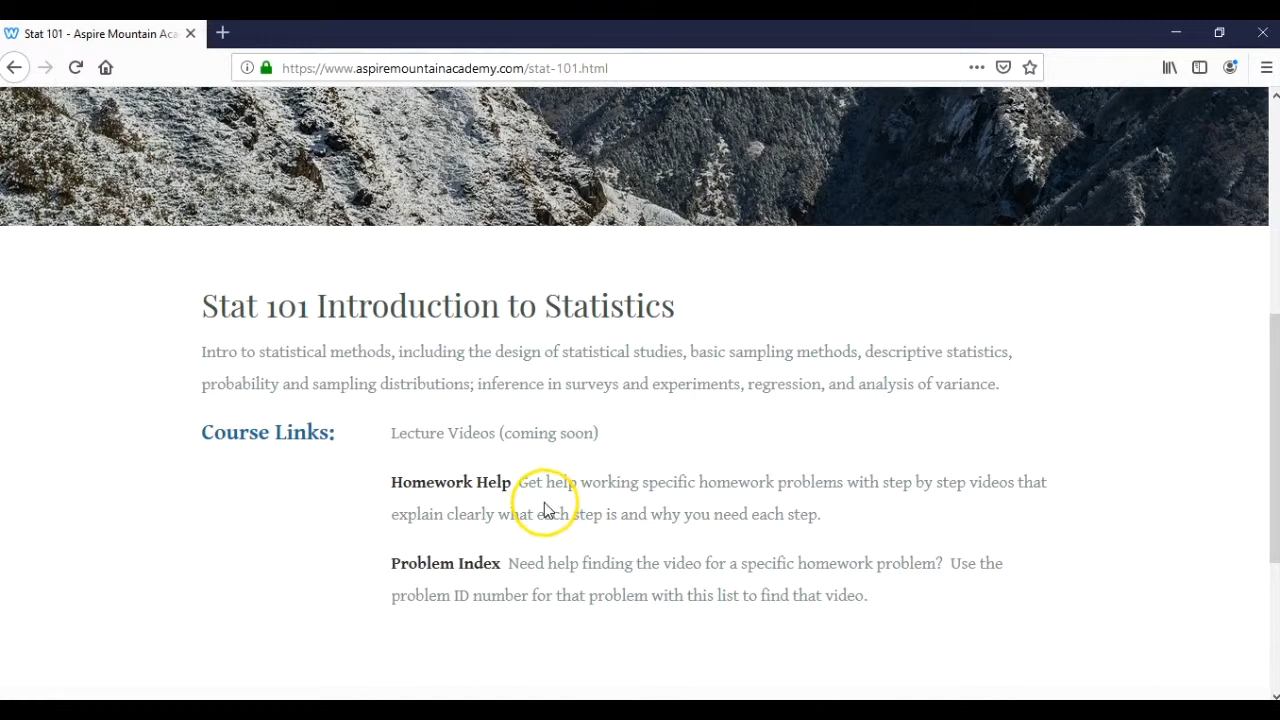 Stat 101 - Aspire Mountain Aca
https://www.aspiremountainacademy.com/stat-101.html
Stat 101 Introduction to Statistics
Intro to statistical methods, including the design of statistical studies, basic sampling methods, descriptive statistics,
probability and sampling distributions; inference in surveys and experiments, regression, and analysis of variance.
Course Links:
Lecture Videos (coming soon)
Homework Help Get help working specific homework problems with step by step videos that
explain clearly what each step is and why you need each step.
Problem Index Need help finding the video for a specific homework problem? Use the
problem ID number for that problem with this list to find that video.